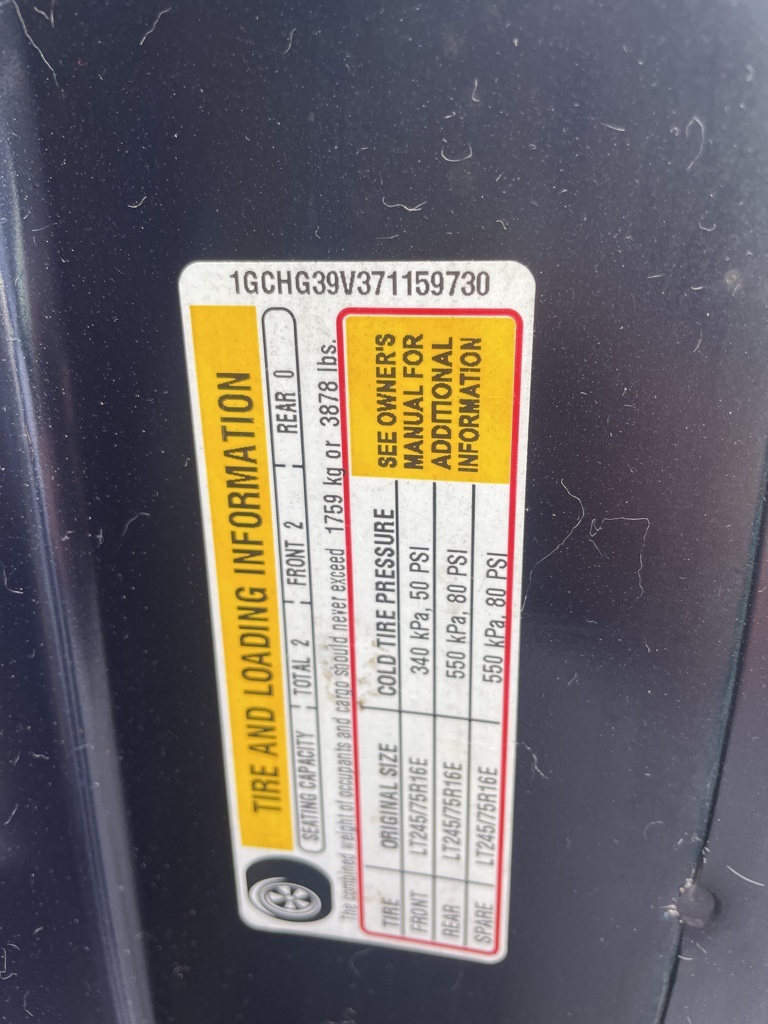 1GCHG39V371159730
TIRE AND LOADING INFORMATION
SEATING CAPACITY TOTAL 2 FRONT 2 REAR 0
The combined weight of occupants and cargo should never exceed 1759 kg or 3878 lbs.
TIRE ORIGINAL SIZE COLD TIRE PRESSURE
FRONT LT245/75R16E 340 kPa, 50 PSI
REAR LT245/75R16E 550 kPa, 80 PSI
SPARE LT245/75R16E 550 kPa, 80 PSI
SEE OWNER'S
MANUAL FOR
ADDITIONAL
INFORMATION